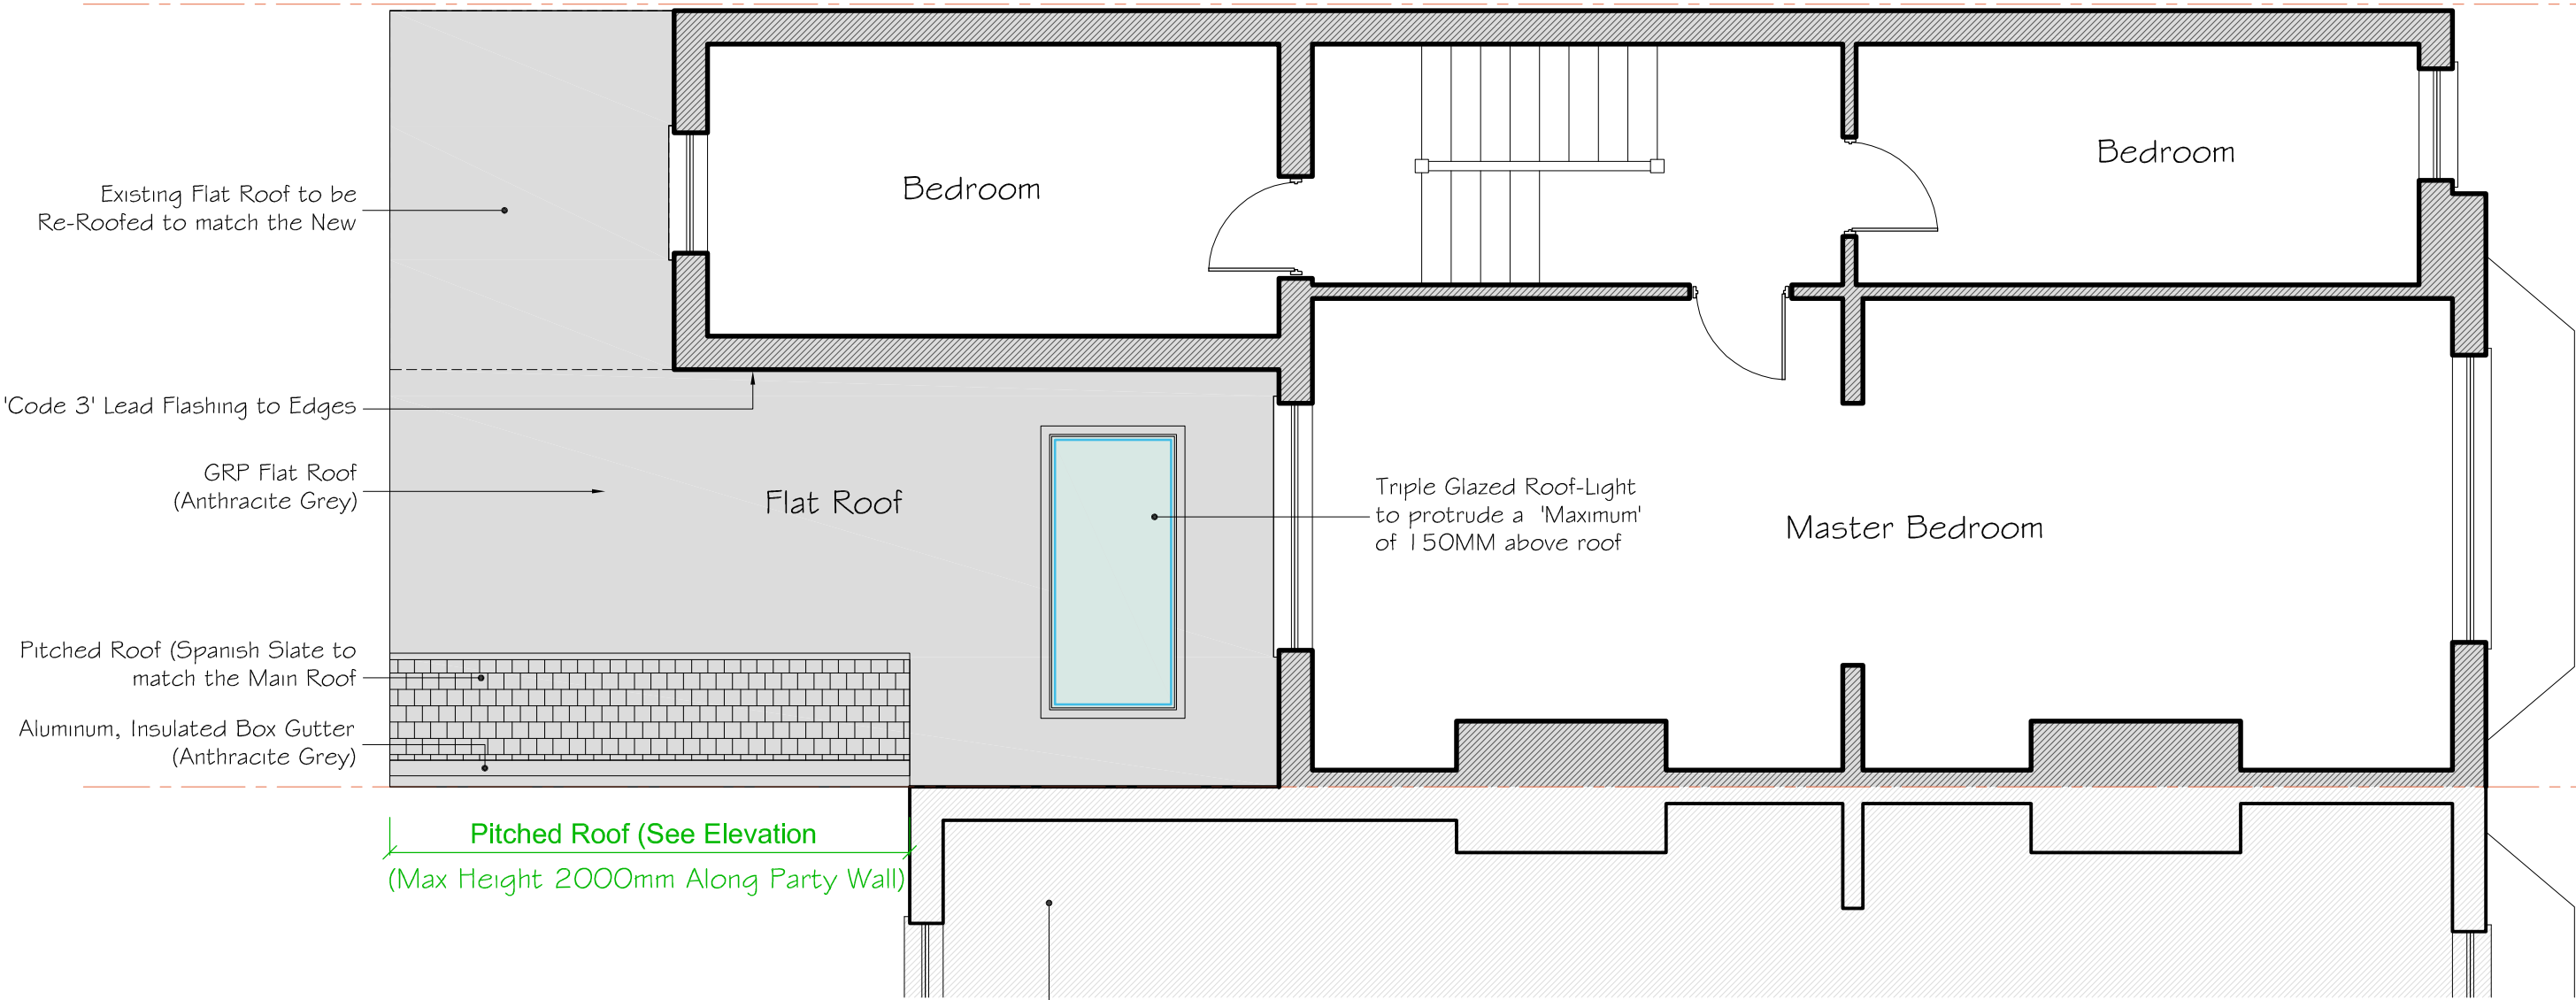 Bedroom
Bedroom
Existing Flat Roof to be
Re-Roofed to match the New
'Code 3' Lead Flashing to Edges
GRP Flat Roof
(Anthracite Grey)
Flat Roof
Triple Glazed Roof-Light
to protrude a 'Maximum'
of 150MM above roof
Master Bedroom
Pitched Roof (Spanish Slate to
match the Main Roof
Aluminum, Insulated Box Gutter
(Anthracite Grey)
Pitched Roof (See Elevation
(Max Height 2000mm Along Party Wall)